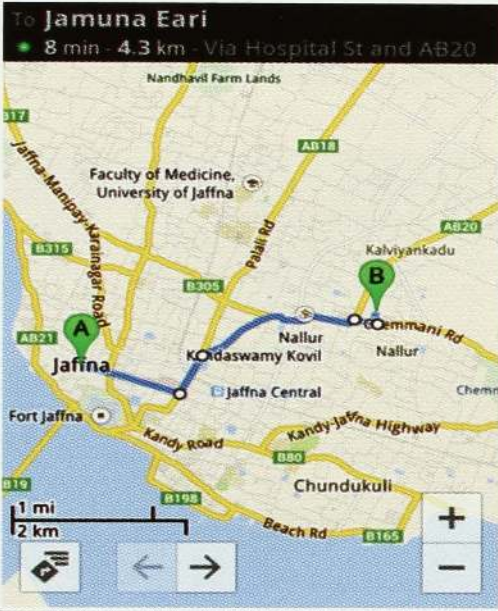 To Jamuna Eari
8 min - 4.3 km - Via Hospital St and AB20
Nandhavil Farm Lands
B17
AB18
Jaffna-Manipay-Karainagar Road
Faculty of Medicine,
University of Jaffna
AB20
Palali Rd
Kalviyankadu
B315
B305
B
A
AB21
Jaffna
Chemmani Rd
Nallur
Kandaswamy Kovil
Nallur
Jaffna Central
Chemm
Fort Jaffna
Kandy Road
Kandy-Jaffna Highway
B80
B19
Chundukuli
B198
1 mi
2 km
Beach Rd
B165
+
−